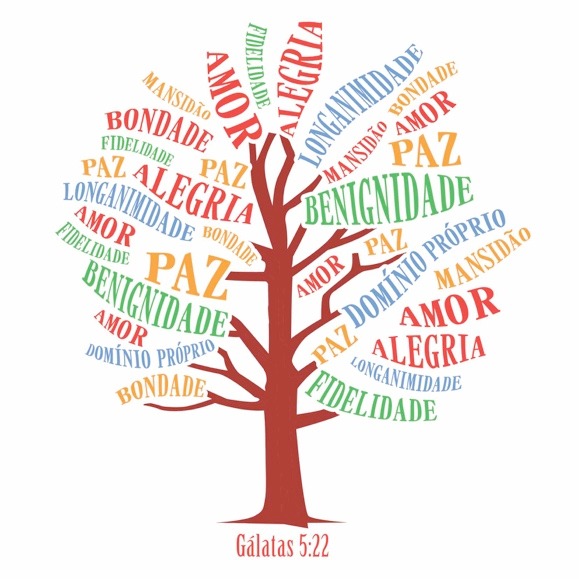 FIDELIDADE
ALEGRIA
AMOR
LONGANIMIDADE
MANSIDÃO
BONDADE
BONDADE
AMOR
MANSIDÃO
FIDELIDADE
PAZ
PAZ
PAZ
ALEGRIA
BENIGNIDADE
LONGANIMIDADE
AMOR
BONDADE
PAZ
DOMÍNIO PRÓPRIO
FIDELIDADE
MANSIDÃO
PAZ
AMOR
BENIGNIDADE
AMOR
AMOR
PAZ
ALEGRIA
DOMÍNIO PRÓPRIO
LONGANIMIDADE
BONDADE
FIDELIDADE
Gálatas 5:22